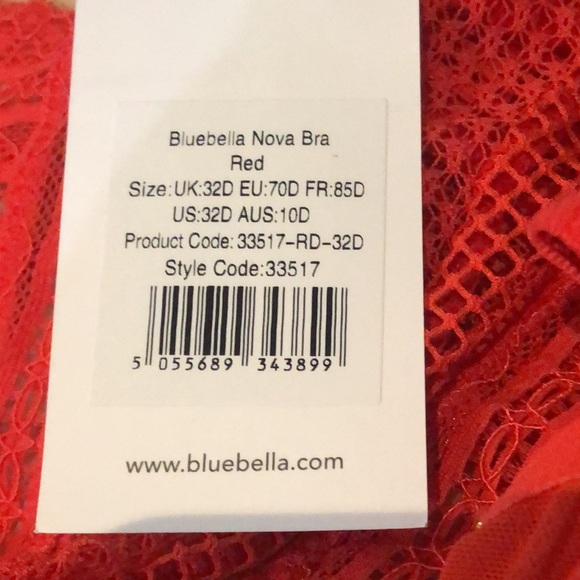 Bluebella Nova Bra
Red
Size:UK:32D EU:70D FR:85D
US:32D AUS:10D
Product Code:33517-RD-32D
Style Code:33517
5 055689 343899
www.bluebella.com